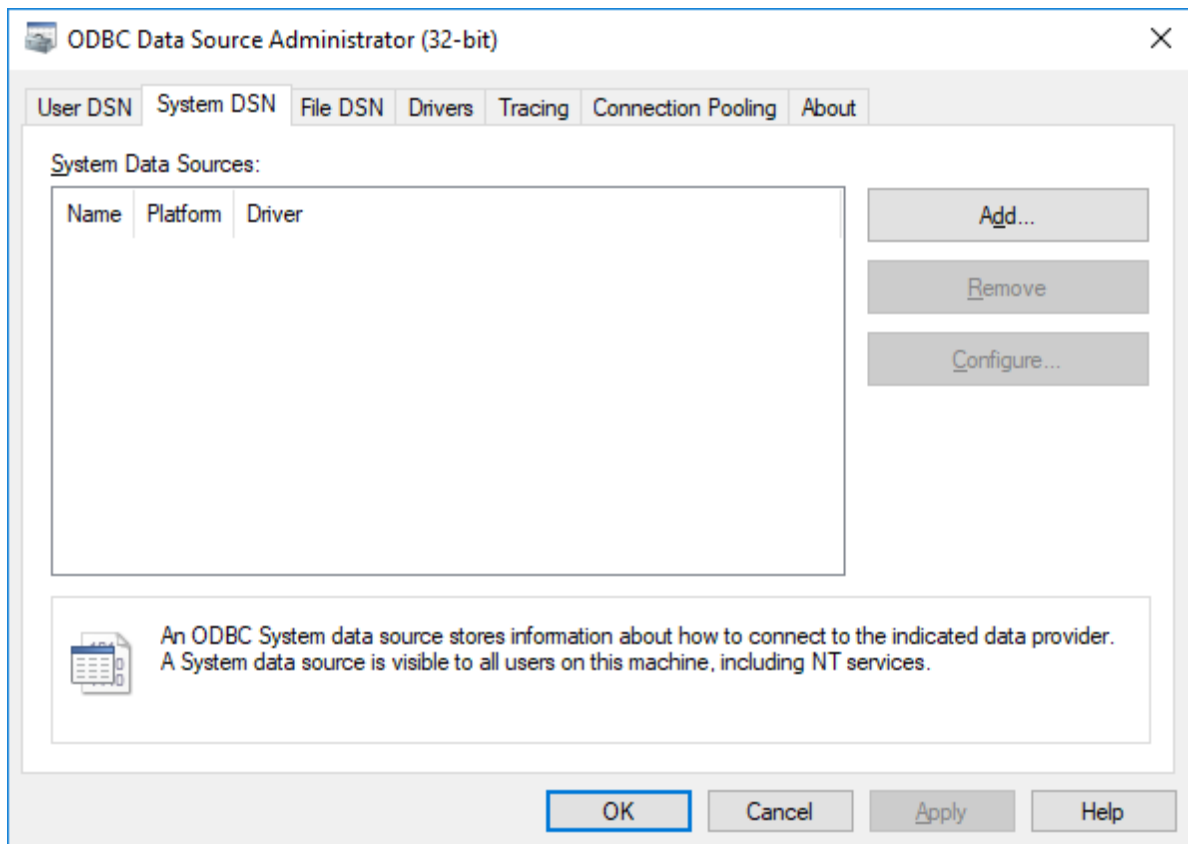 ODBC Data Source Administrator (32-bit)
User DSN System DSN File DSN Drivers Tracing Connection Pooling About
System Data Sources:
Name Platform Driver
Add...
Remove
Configure...
An ODBC System data source stores information about how to connect to the indicated data provider.
A System data source is visible to all users on this machine, including NT services.
OK Cancel Apply Help